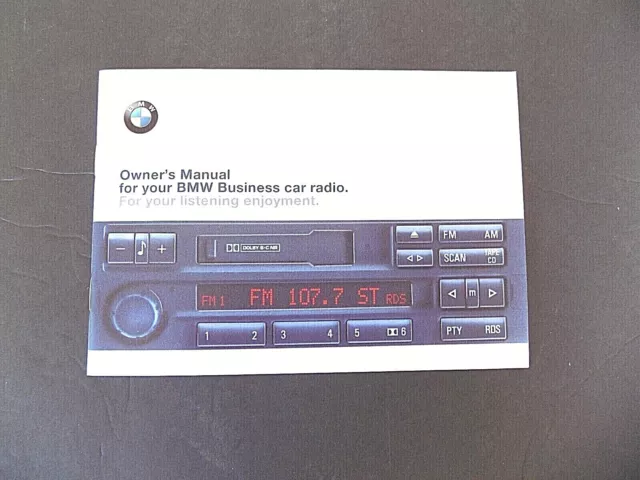 BMW
Owner's Manual
for your BMW Business car radio.
For your listening enjoyment.
− ♪ +
DOLBY B-C NR
FM AM
SCAN TAPE CD
FM 1 FM 107.7 ST RDS
m
1 2 3 4 5 6
PTY RDS